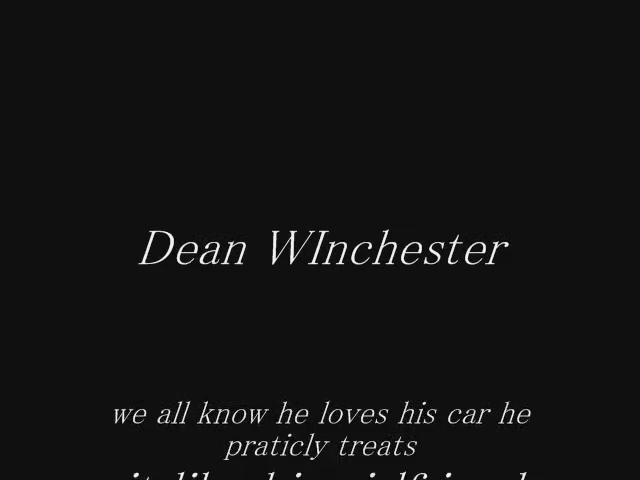 Dean WInchester
we all know he loves his car he
praticly treats